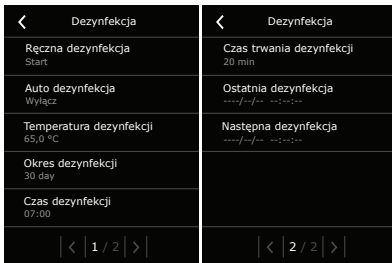 Dezynfekcja
Ręczna dezynfekcja
Start
Auto dezynfekcja
Wyłącz
Temperatura dezynfekcji
65,0 °C
Okres dezynfekcji
30 day
Czas dezynfekcji
07:00
1 / 2
Dezynfekcja
Czas trwania dezynfekcji
20 min
Ostatnia dezynfekcja
----/--/-- --:--:--
Następna dezynfekcja
----/--/-- --:--:--
2 / 2